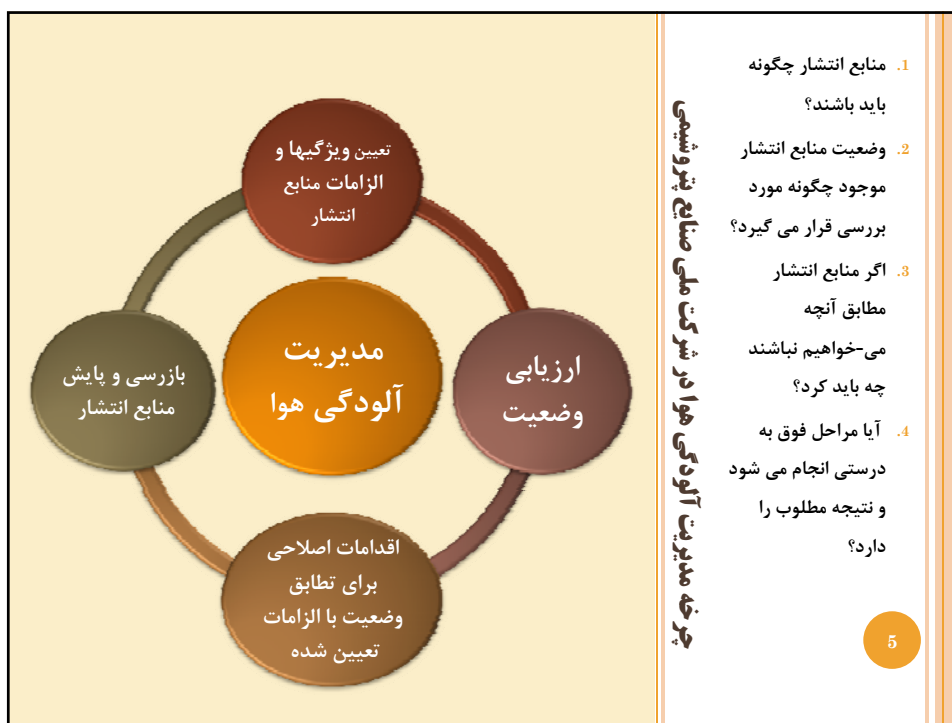 1. منابع انتشار چگونه
باید باشند؟
2. وضعیت منابع انتشار
موجود چگونه مورد
بررسی قرار می گیرد؟
3. اگر منابع انتشار
مطابق آنچه
می-خواهیم نباشند
چه باید کرد؟
4. آیا مراحل فوق به
درستی انجام می شود
و نتیجه مطلوب را
دارد؟
چرخه مدیریت آلودگی هوا در شرکت ملی صنایع پتروشیمی
تعیین ویژگیها و
الزامات منابع
انتشار
ارزیابی
وضعیت
اقدامات اصلاحی
برای تطابق
وضعیت با الزامات
تعیین شده
بازرسی و پایش
منابع انتشار
مدیریت
آلودگی هوا
5